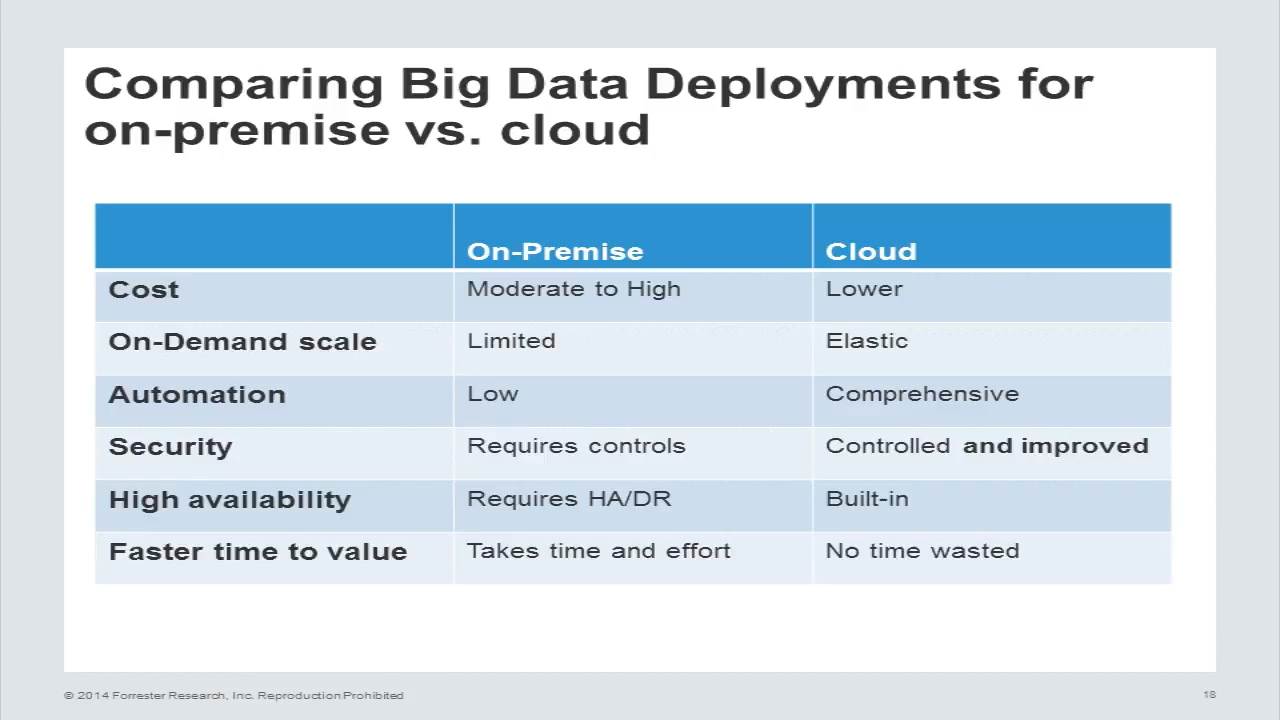 Comparing Big Data Deployments for
on-premise vs. cloud
On-Premise Cloud
Cost Moderate to High Lower
On-Demand scale Limited Elastic
Automation Low Comprehensive
Security Requires controls Controlled and improved
High availability Requires HA/DR Built-in
Faster time to value Takes time and effort No time wasted
© 2014 Forrester Research, Inc. Reproduction Prohibited 18